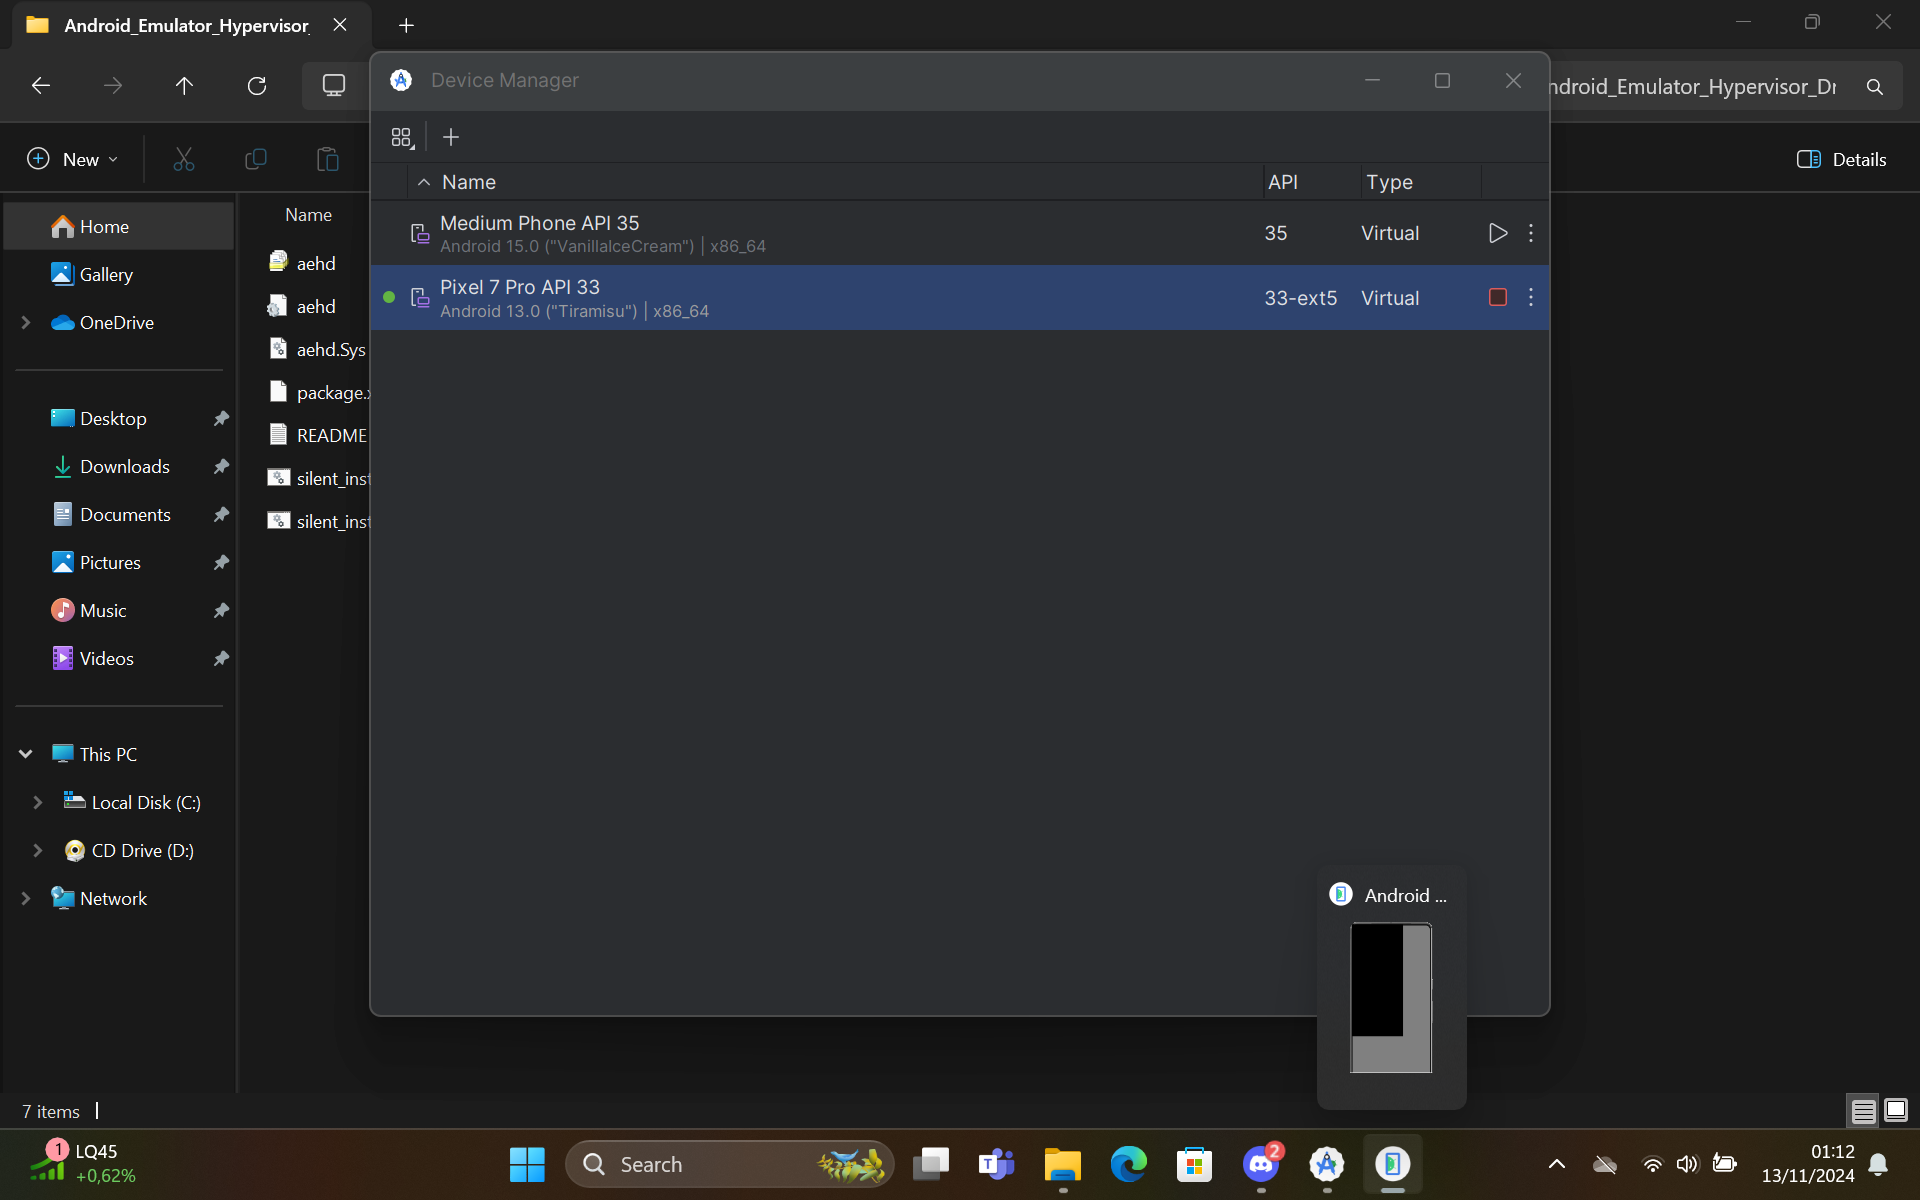 Android_Emulator_Hypervisor_
Device Manager
ndroid_Emulator_Hypervisor_Dr
New
Details
Name
API
Type
Medium Phone API 35
Android 15.0 ("VanillaIceCream") | x86_64
35
Virtual
Pixel 7 Pro API 33
Android 13.0 ("Tiramisu") | x86_64
33-ext5
Virtual
Home
Gallery
OneDrive
Desktop
Downloads
Documents
Pictures
Music
Videos
This PC
Local Disk (C:)
CD Drive (D:)
Network
Name
aehd
aehd
aehd.Sys
package.x
README
silent_inst
silent_inst
Android ...
7 items
1
LQ45
+0,62%
Search
2
01:12
13/11/2024